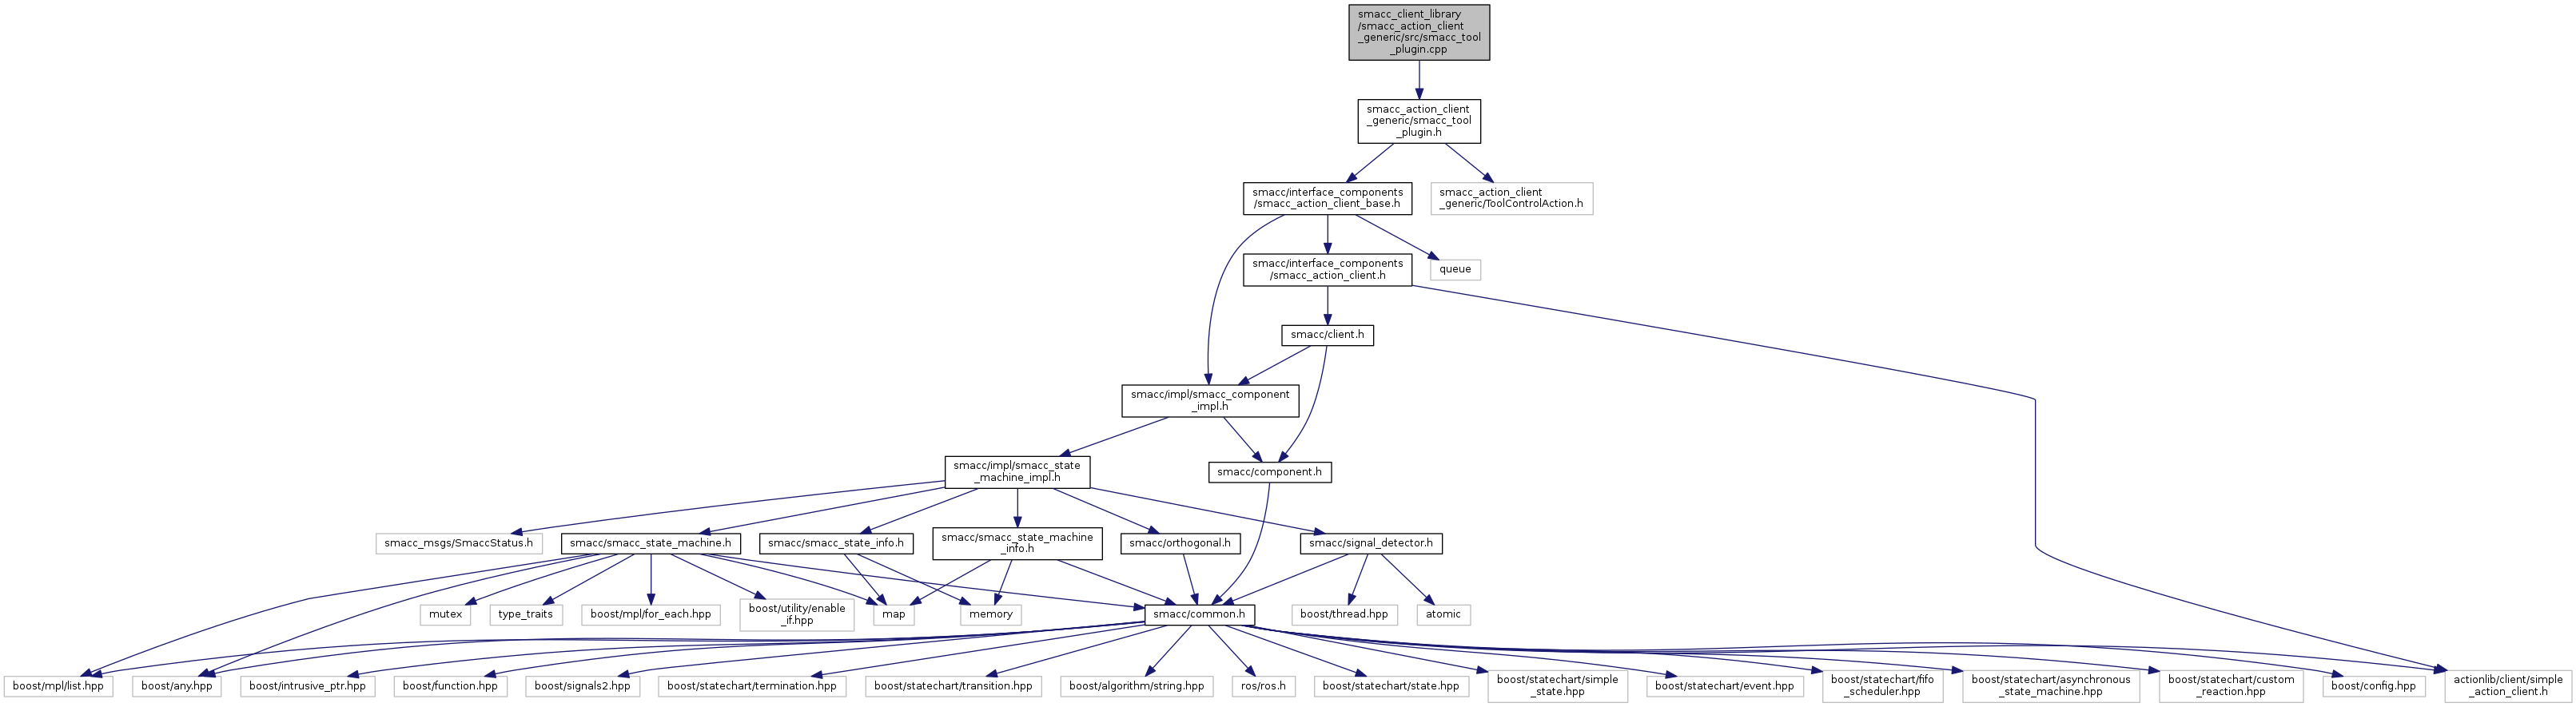 smacc_client_library
/smacc_action_client
_generic/src/smacc_tool
_plugin.cpp
smacc_action_client
_generic/smacc_tool
_plugin.h
smacc/interface_components
/smacc_action_client_base.h
smacc_action_client
_generic/ToolControlAction.h
smacc/interface_components
/smacc_action_client.h
queue
smacc/client.h
smacc/impl/smacc_component
_impl.h
smacc/impl/smacc_state
_machine_impl.h
smacc/component.h
smacc_msgs/SmaccStatus.h
smacc/smacc_state_machine.h
smacc/smacc_state_info.h
smacc/smacc_state_machine
_info.h
smacc/orthogonal.h
smacc/signal_detector.h
mutex
type_traits
boost/mpl/for_each.hpp
boost/utility/enable
_if.hpp
map
memory
smacc/common.h
boost/thread.hpp
atomic
boost/mpl/list.hpp
boost/any.hpp
boost/intrusive_ptr.hpp
boost/function.hpp
boost/signals2.hpp
boost/statechart/termination.hpp
boost/statechart/transition.hpp
boost/algorithm/string.hpp
ros/ros.h
boost/statechart/state.hpp
boost/statechart/simple
_state.hpp
boost/statechart/event.hpp
boost/statechart/fifo
_scheduler.hpp
boost/statechart/asynchronous
_state_machine.hpp
boost/statechart/custom
_reaction.hpp
boost/config.hpp
actionlib/client/simple
_action_client.h